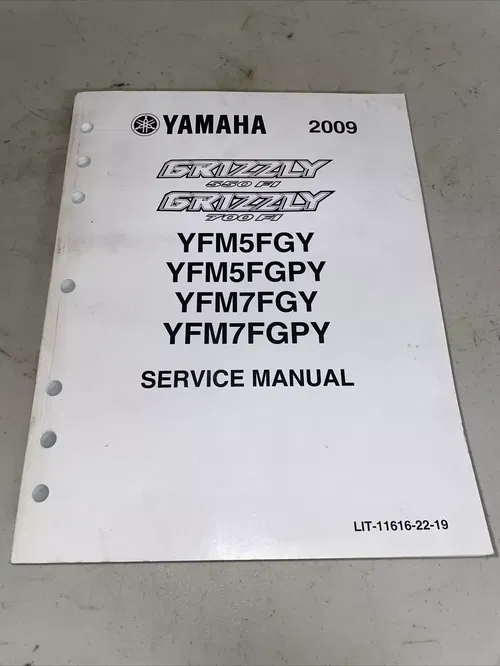 YAMAHA 2009
GRIZZLY
550 FI
GRIZZLY
700 FI
YFM5FGY
YFM5FGPY
YFM7FGY
YFM7FGPY
SERVICE MANUAL
LIT-11616-22-19